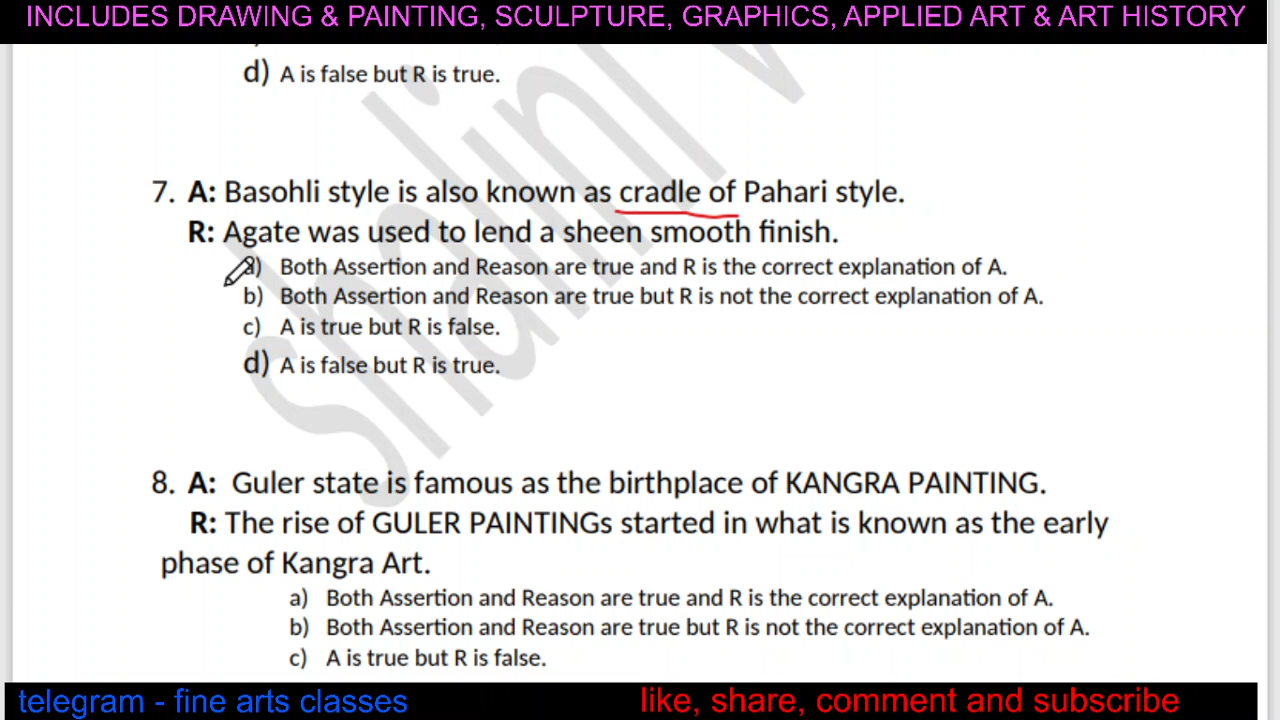 INCLUDES DRAWING & PAINTING, SCULPTURE, GRAPHICS, APPLIED ART & ART HISTORY
d) A is false but R is true.
7. A: Basohli style is also known as cradle of Pahari style.
R: Agate was used to lend a sheen smooth finish.
a) Both Assertion and Reason are true and R is the correct explanation of A.
b) Both Assertion and Reason are true but R is not the correct explanation of A.
c) A is true but R is false.
d) A is false but R is true.
shalini
8. A: Guler state is famous as the birthplace of KANGRA PAINTING.
R: The rise of GULER PAINTINGs started in what is known as the early
phase of Kangra Art.
a) Both Assertion and Reason are true and R is the correct explanation of A.
b) Both Assertion and Reason are true but R is not the correct explanation of A.
c) A is true but R is false.
telegram - fine arts classes
like, share, comment and subscribe